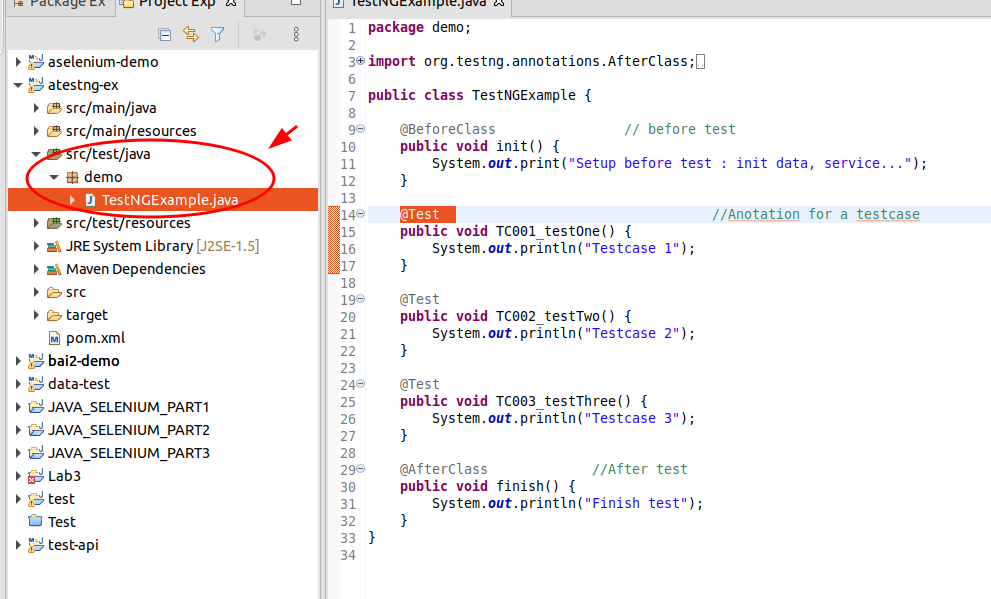 Package Ex
Project Exp
aselenium-demo
atestng-ex
src/main/java
src/main/resources
src/test/java
demo
TestNGExample.java
src/test/resources
JRE System Library [J2SE-1.5]
Maven Dependencies
src
target
pom.xml
bai2-demo
data-test
JAVA_SELENIUM_PART1
JAVA_SELENIUM_PART2
JAVA_SELENIUM_PART3
Lab3
test
Test
test-api
TestNGExample.java
1 package demo;
2
3 import org.testng.annotations.AfterClass;
6
7 public class TestNGExample {
8
9 @BeforeClass // before test
10 public void init() {
11 System.out.print("Setup before test : init data, service...");
12 }
13
14 @Test //Anotation for a testcase
15 public void TC001_testOne() {
16 System.out.println("Testcase 1");
17 }
18
19 @Test
20 public void TC002_testTwo() {
21 System.out.println("Testcase 2");
22 }
23
24 @Test
25 public void TC003_testThree() {
26 System.out.println("Testcase 3");
27 }
28
29 @AfterClass //After test
30 public void finish() {
31 System.out.println("Finish test");
32 }
33 }
34